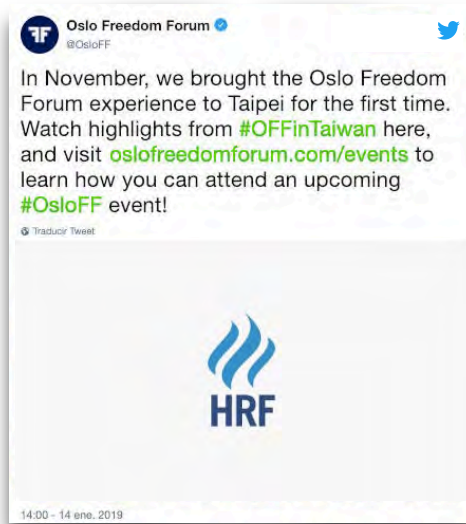 Oslo Freedom Forum
@OsloFF
In November, we brought the Oslo Freedom
Forum experience to Taipei for the first time.
Watch highlights from #OFFinTaiwan here,
and visit oslofreedomforum.com/events to
learn how you can attend an upcoming
#OsloFF event!
Traducir Tweet
HRF
14:00 - 14 ene. 2019